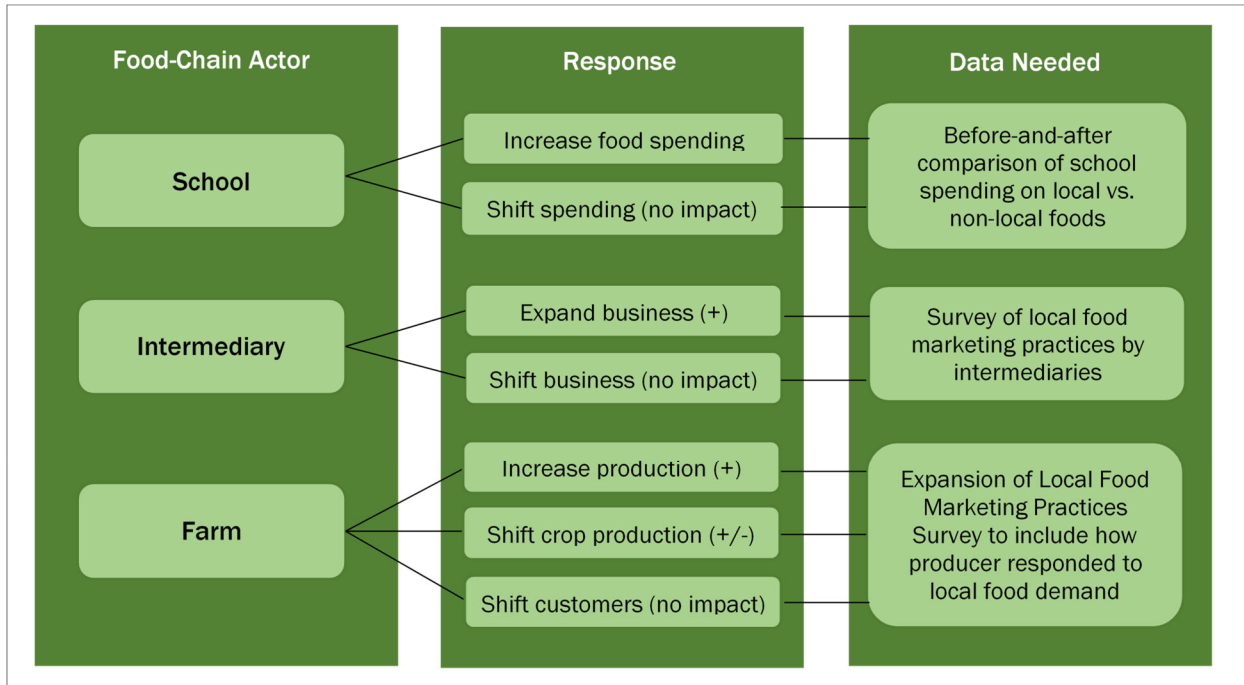 Food-Chain Actor
Response
Data Needed
School
Increase food spending
Shift spending (no impact)
Before-and-after
comparison of school
spending on local vs.
non-local foods
Intermediary
Expand business (+)
Shift business (no impact)
Survey of local food
marketing practices by
intermediaries
Farm
Increase production (+)
Shift crop production (+/-)
Shift customers (no impact)
Expansion of Local Food
Marketing Practices
Survey to include how
producer responded to
local food demand